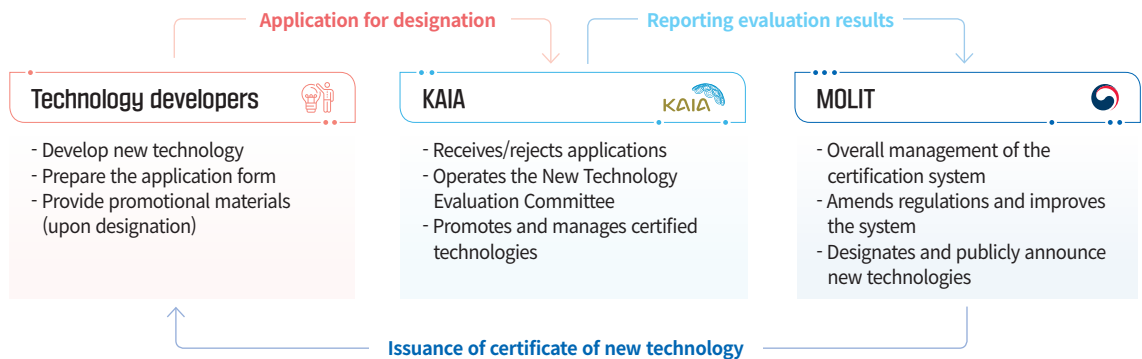 Application for designation
Reporting evaluation results
Technology developers
- Develop new technology
- Prepare the application form
- Provide promotional materials
(upon designation)
KAIA
KAIA
- Receives/rejects applications
- Operates the New Technology
Evaluation Committee
- Promotes and manages certified
technologies
MOLIT
- Overall management of the
certification system
- Amends regulations and improves
the system
- Designates and publicly announce
new technologies
Issuance of certificate of new technology